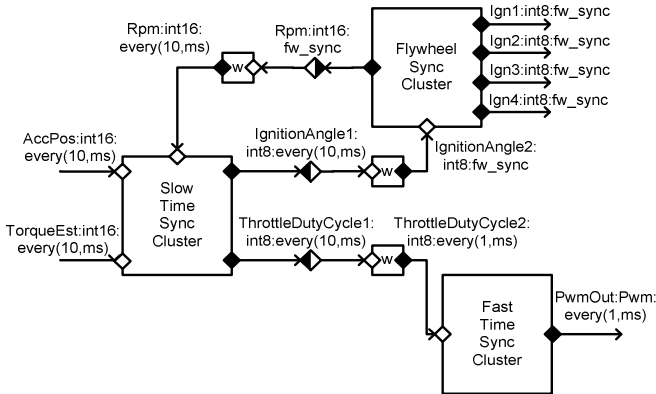 Rpm:int16:
every(10,ms)
Rpm:int16:
fw_sync
w
Flywheel
Sync
Cluster
Ign1:int8:fw_sync
Ign2:int8:fw_sync
Ign3:int8:fw_sync
Ign4:int8:fw_sync
AccPos:int16:
every(10,ms)
TorqueEst:int16:
every(10,ms)
Slow
Time
Sync
Cluster
IgnitionAngle1:
int8:every(10,ms)
w
IgnitionAngle2:
int8:fw_sync
ThrottleDutyCycle1:
int8:every(10,ms)
w
ThrottleDutyCycle2:
int8:every(1,ms)
Fast
Time
Sync
Cluster
PwmOut:Pwm:
every(1,ms)